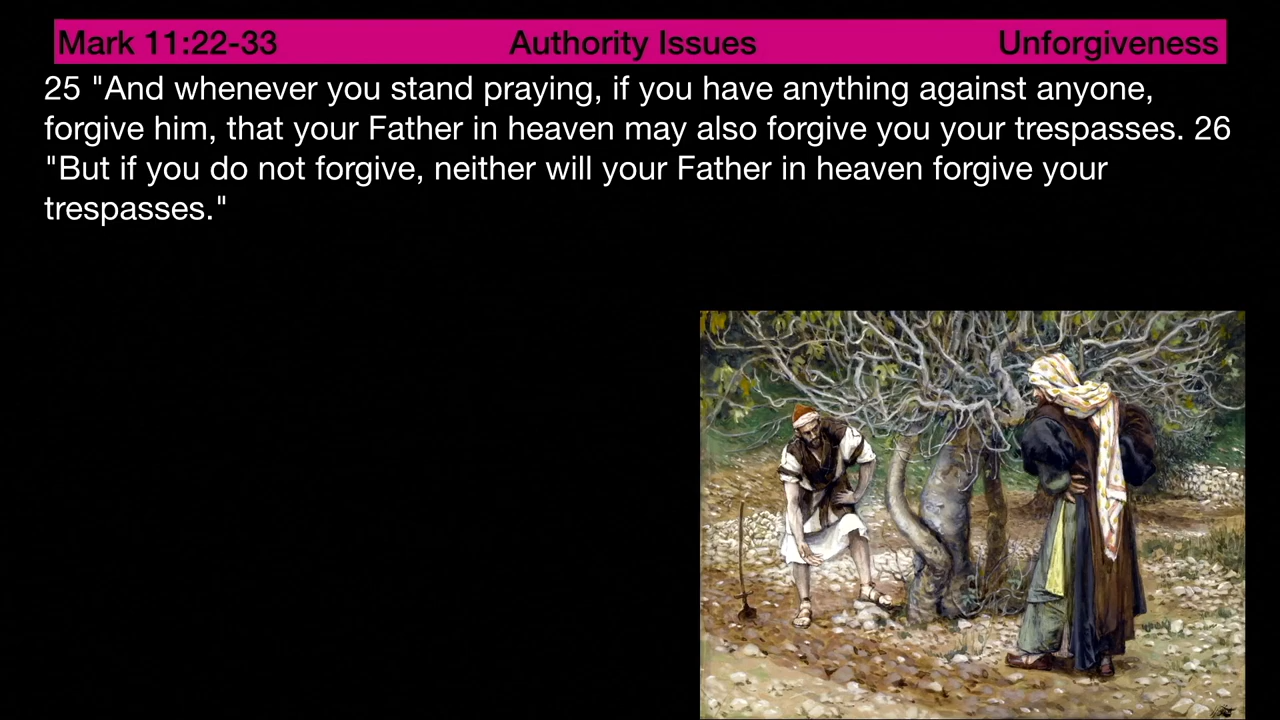 Mark 11:22-33 Authority Issues Unforgiveness
25 "And whenever you stand praying, if you have anything against anyone,
forgive him, that your Father in heaven may also forgive you your trespasses. 26
"But if you do not forgive, neither will your Father in heaven forgive your
trespasses."